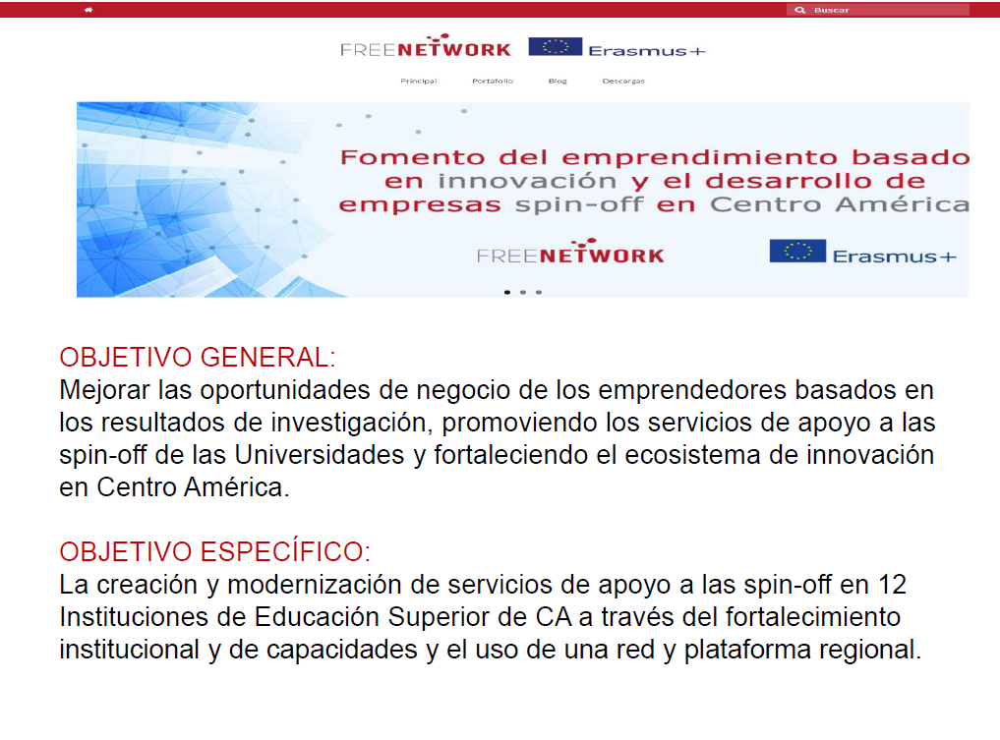 Buscar
FREENETWORK Erasmus+
Principal Portafolio Blog Descargas
Fomento del emprendimiento basado
en innovación y el desarrollo de
empresas spin-off en Centro América
FREENETWORK Erasmus+
OBJETIVO GENERAL:
Mejorar las oportunidades de negocio de los emprendedores basados en
los resultados de investigación, promoviendo los servicios de apoyo a las
spin-off de las Universidades y fortaleciendo el ecosistema de innovación
en Centro América.
OBJETIVO ESPECÍFICO:
La creación y modernización de servicios de apoyo a las spin-off en 12
Instituciones de Educación Superior de CA a través del fortalecimiento
institucional y de capacidades y el uso de una red y plataforma regional.